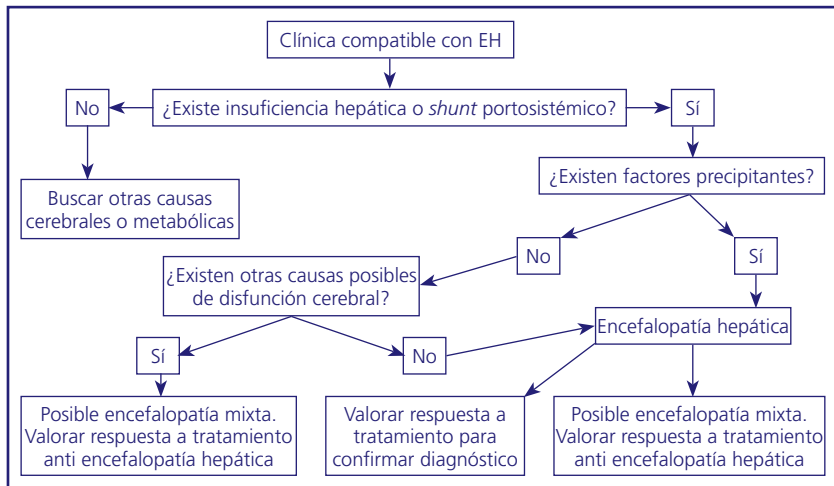 Clínica compatible con EH
No
¿Existe insuficiencia hepática o shunt portosistémico?
Sí
Buscar otras causas
cerebrales o metabólicas
¿Existen factores precipitantes?
No
Sí
¿Existen otras causas posibles
de disfunción cerebral?
Encefalopatía hepática
Sí
No
Posible encefalopatía mixta.
Valorar respuesta a tratamiento
anti encefalopatía hepática
Valorar respuesta a
tratamiento para
confirmar diagnóstico
Posible encefalopatía mixta.
Valorar respuesta a tratamiento
anti encefalopatía hepática